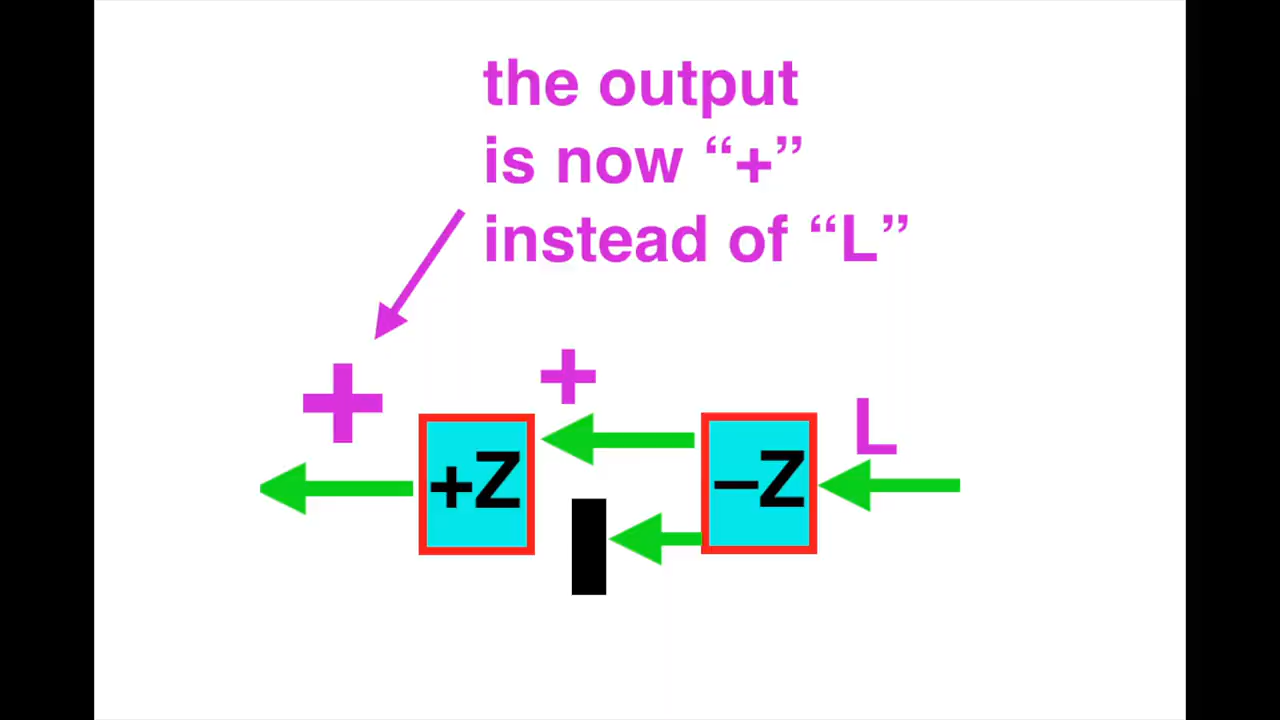 the output
is now “+”
instead of “L”
+
+
L
+Z
–Z